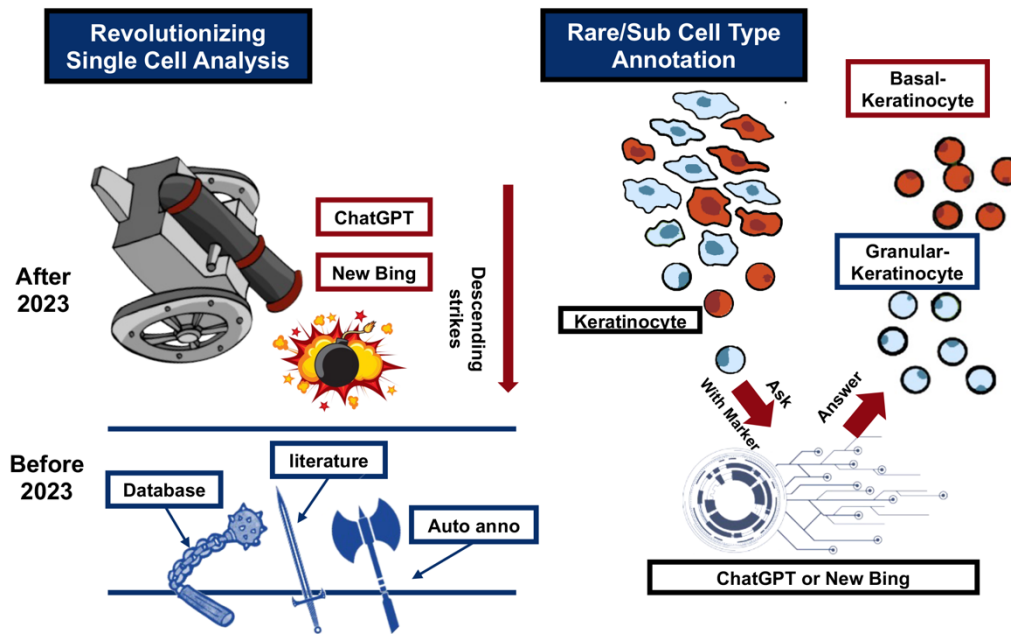 Revolutionizing
Single Cell Analysis
After
2023
ChatGPT
New Bing
Descending
strikes
Before
2023
Database
literature
Auto anno
Rare/Sub Cell Type
Annotation
Basal-
Keratinocyte
Granular-
Keratinocyte
Keratinocyte
Ask
With Marker
Answer
ChatGPT or New Bing